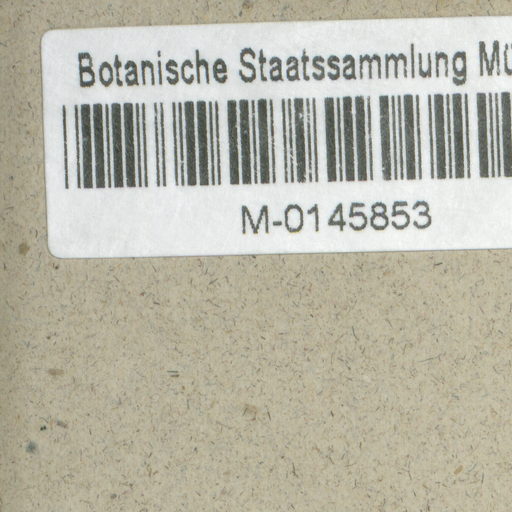 Botanische Staatssammlung Mü
M-0145853